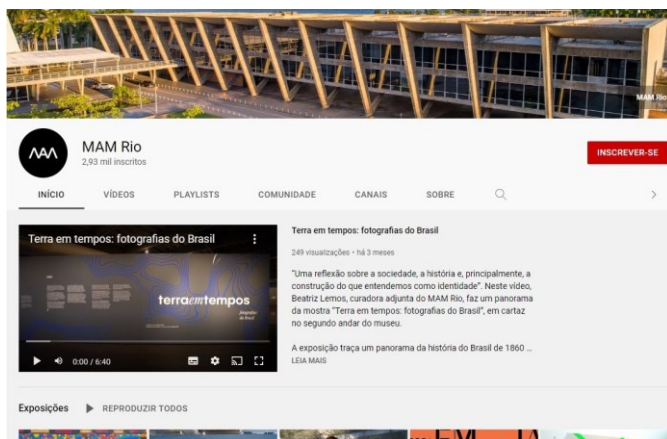 MAM Rio
MAM Rio
2,93 mil inscritos
INSCREVER-SE
INÍCIO VÍDEOS PLAYLISTS COMUNIDADE CANAIS SOBRE
Terra em tempos: fotografias do Brasil
terraemtempos
fotografias
do Brasil
0:00 / 6:40
Terra em tempos: fotografias do Brasil
249 visualizações • há 3 meses
"Uma reflexão sobre a sociedade, a história e, principalmente, a
construção do que entendemos como identidade". Neste vídeo,
Beatriz Lemos, curadora adjunta do MAM Rio, faz um panorama
da mostra "Terra em tempos: fotografias do Brasil", em cartaz
no segundo andar do museu.
A exposição traça um panorama da história do Brasil de 1860 ...
LEIA MAIS
Exposições REPRODUZIR TODOS